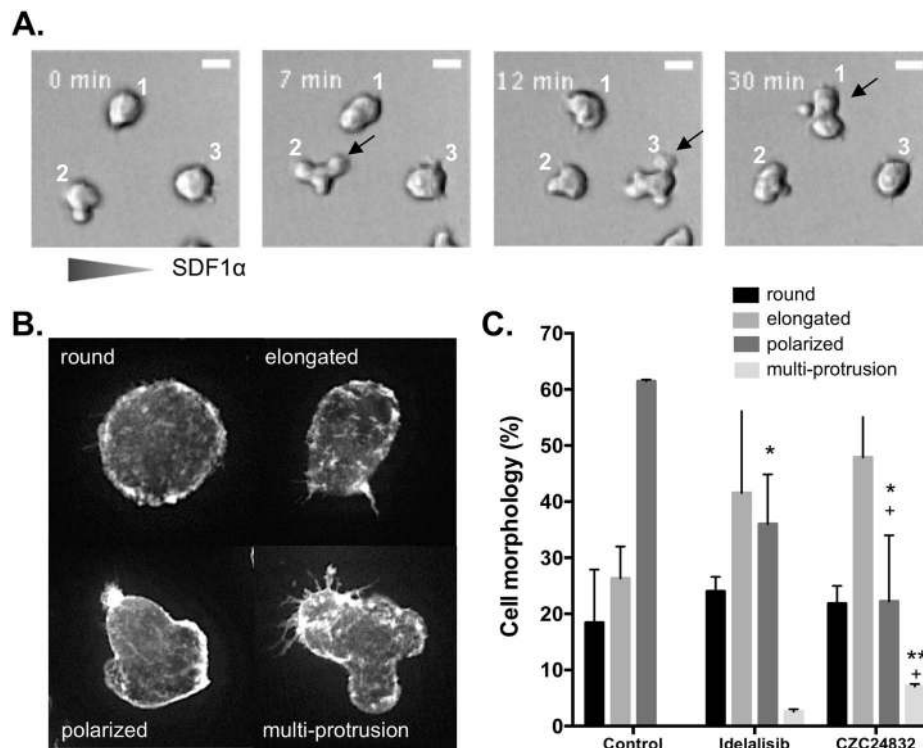 A.
0 min
1
2
3
7 min
1
2
3
12 min
1
2
3
30 min
1
2
3
SDF1α
B.
round
elongated
polarized
multi-protrusion
C.
round
elongated
polarized
multi-protrusion
Cell morphology (%)
70
60
50
40
30
20
10
0
*
*
+
**
+
Control
Idelalisib
CZC24832